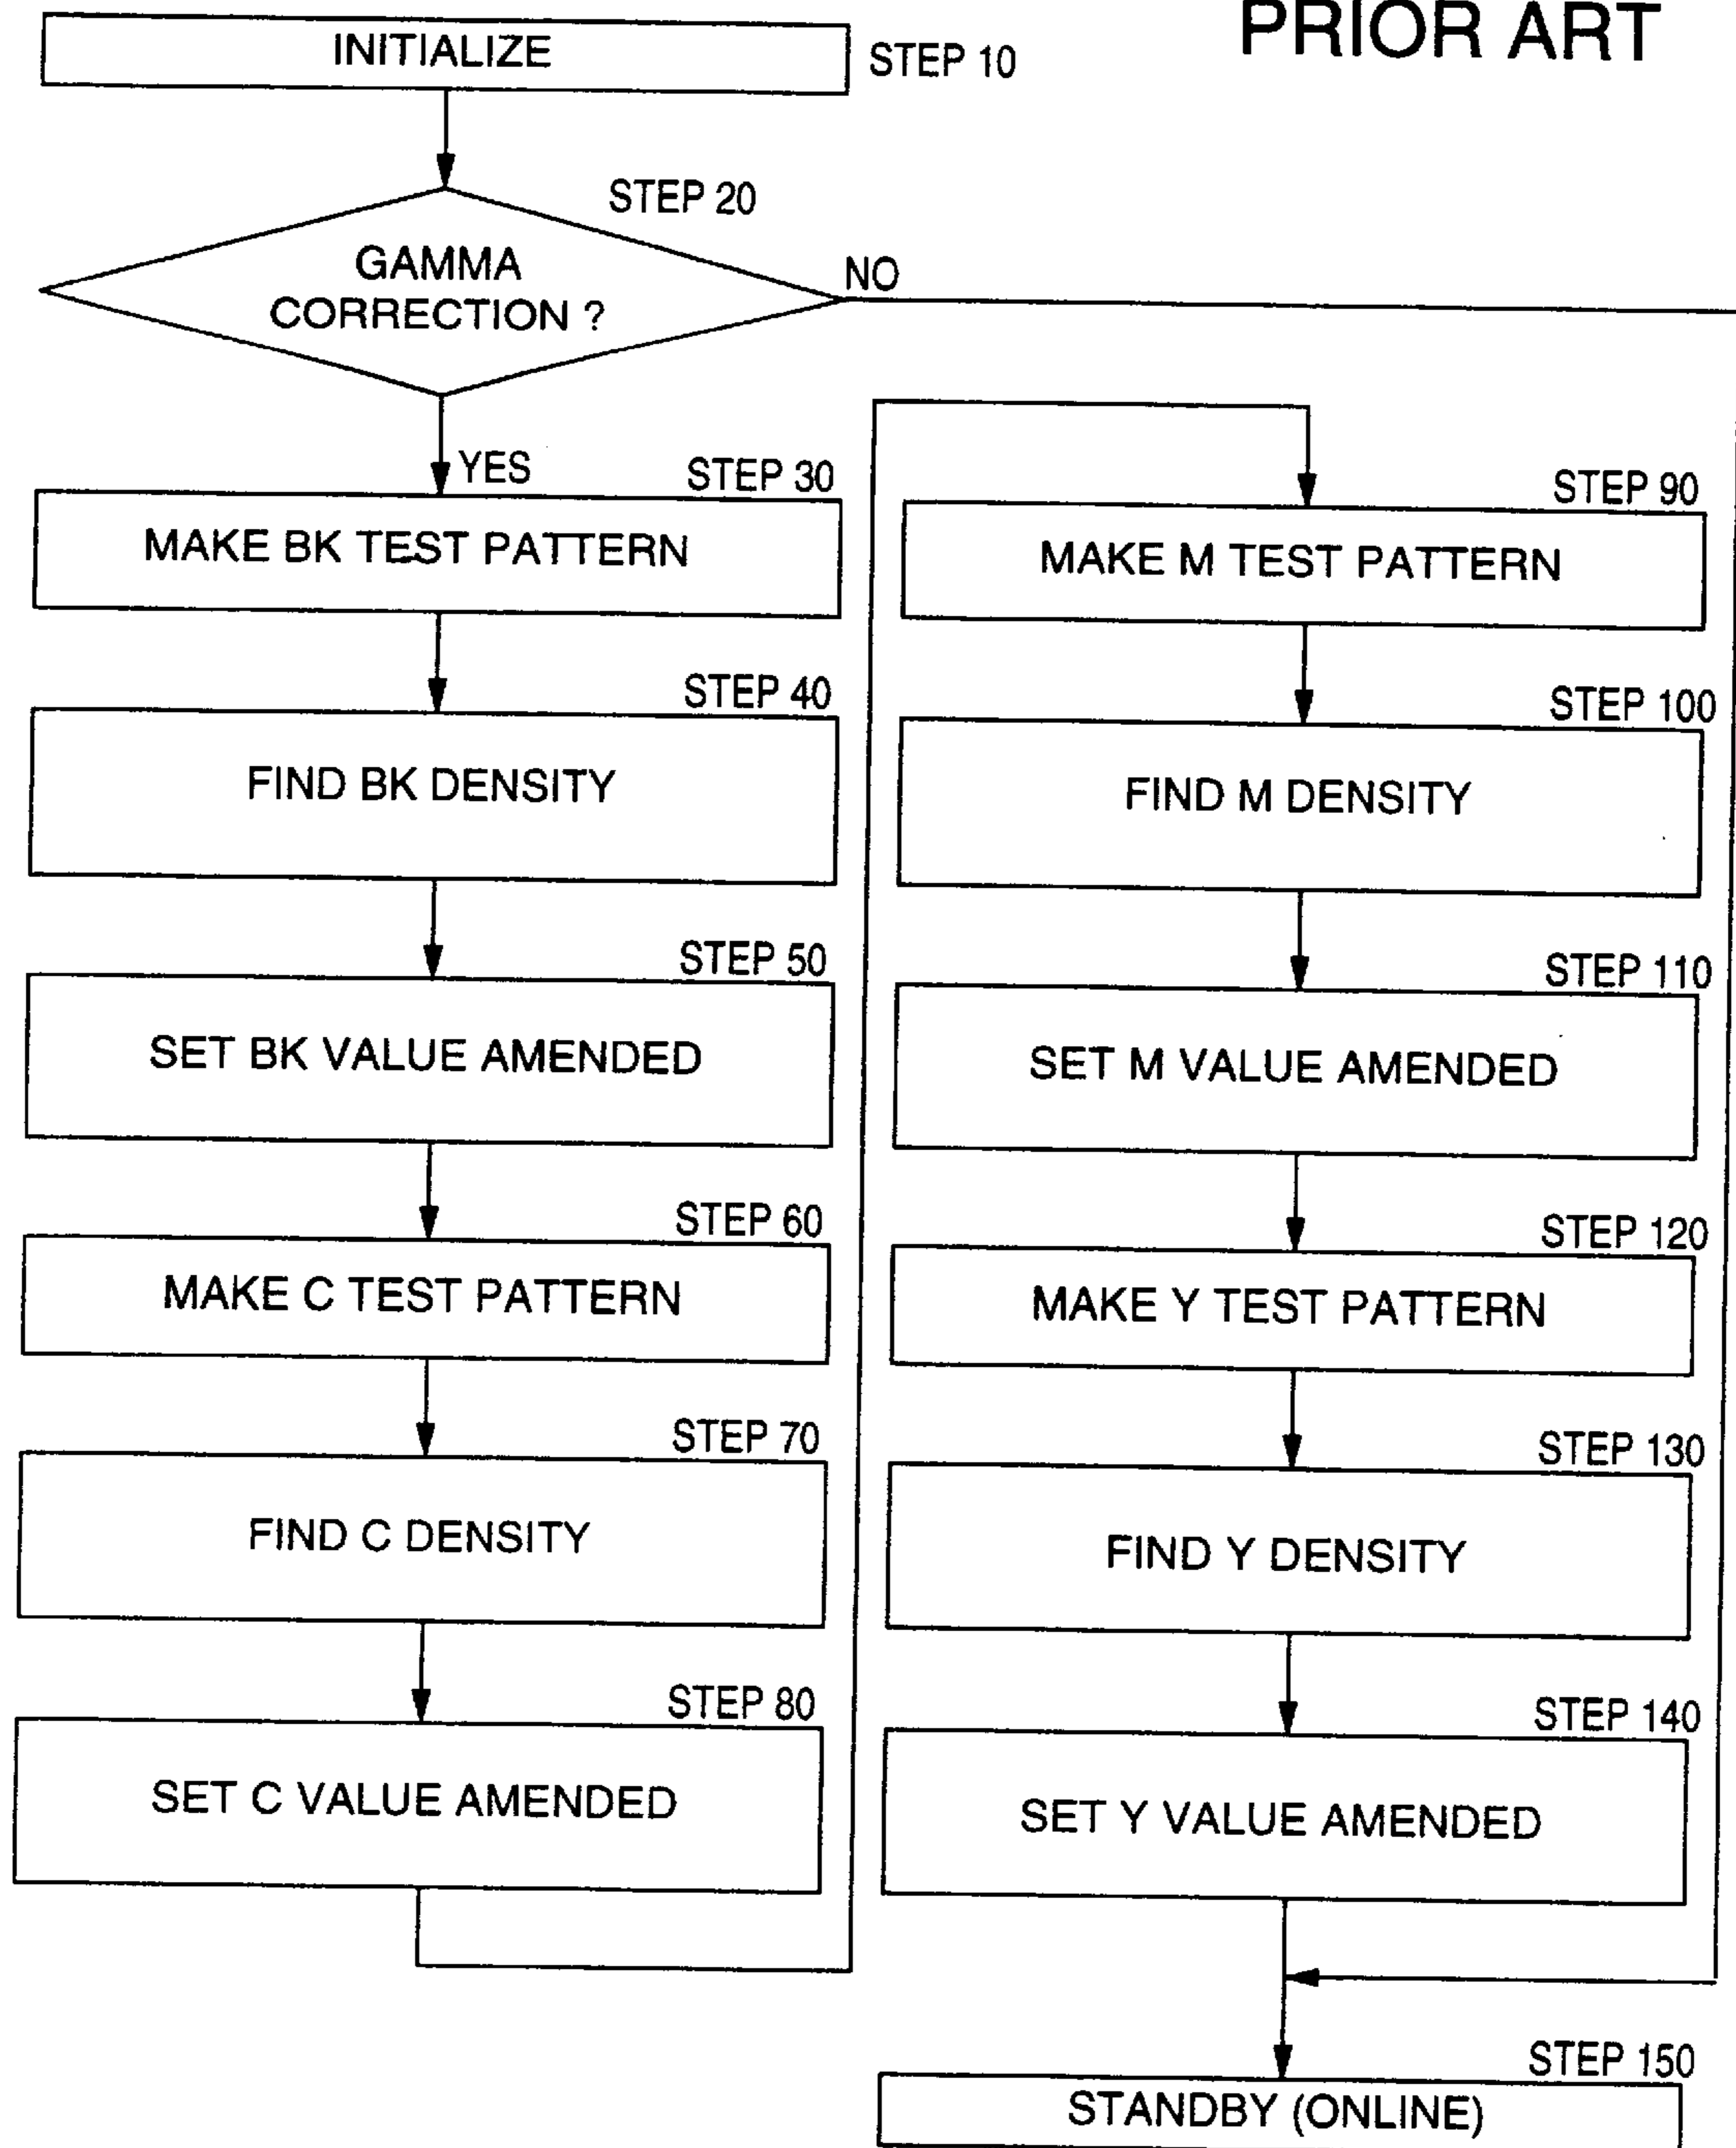 PRIOR ART
INITIALIZE
STEP 10
STEP 20
GAMMA
CORRECTION ?
NO
YES
STEP 30
MAKE BK TEST PATTERN
STEP 40
FIND BK DENSITY
STEP 50
SET BK VALUE AMENDED
STEP 60
MAKE C TEST PATTERN
STEP 70
FIND C DENSITY
STEP 80
SET C VALUE AMENDED
STEP 90
MAKE M TEST PATTERN
STEP 100
FIND M DENSITY
STEP 110
SET M VALUE AMENDED
STEP 120
MAKE Y TEST PATTERN
STEP 130
FIND Y DENSITY
STEP 140
SET Y VALUE AMENDED
STEP 150
STANDBY (ONLINE)